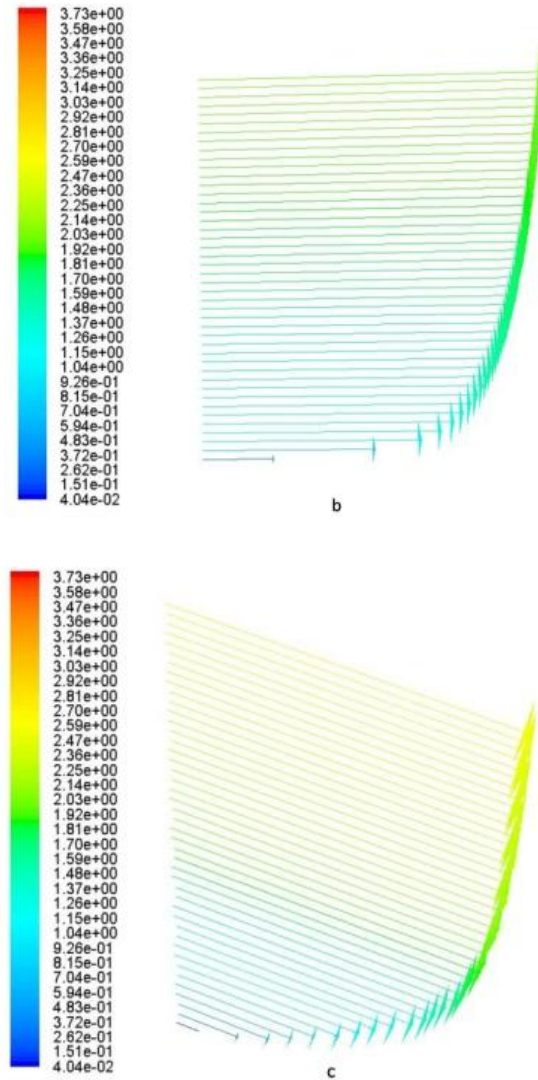 3.73e+00
3.58e+00
3.47e+00
3.36e+00
3.25e+00
3.14e+00
3.03e+00
2.92e+00
2.81e+00
2.70e+00
2.59e+00
2.47e+00
2.36e+00
2.25e+00
2.14e+00
2.03e+00
1.92e+00
1.81e+00
1.70e+00
1.59e+00
1.48e+00
1.37e+00
1.26e+00
1.15e+00
1.04e+00
9.26e-01
8.15e-01
7.04e-01
5.94e-01
4.83e-01
3.72e-01
2.62e-01
1.51e-01
4.04e-02
b
3.73e+00
3.58e+00
3.47e+00
3.36e+00
3.25e+00
3.14e+00
3.03e+00
2.92e+00
2.81e+00
2.70e+00
2.59e+00
2.47e+00
2.36e+00
2.25e+00
2.14e+00
2.03e+00
1.92e+00
1.81e+00
1.70e+00
1.59e+00
1.48e+00
1.37e+00
1.26e+00
1.15e+00
1.04e+00
9.26e-01
8.15e-01
7.04e-01
5.94e-01
4.83e-01
3.72e-01
2.62e-01
1.51e-01
4.04e-02
c